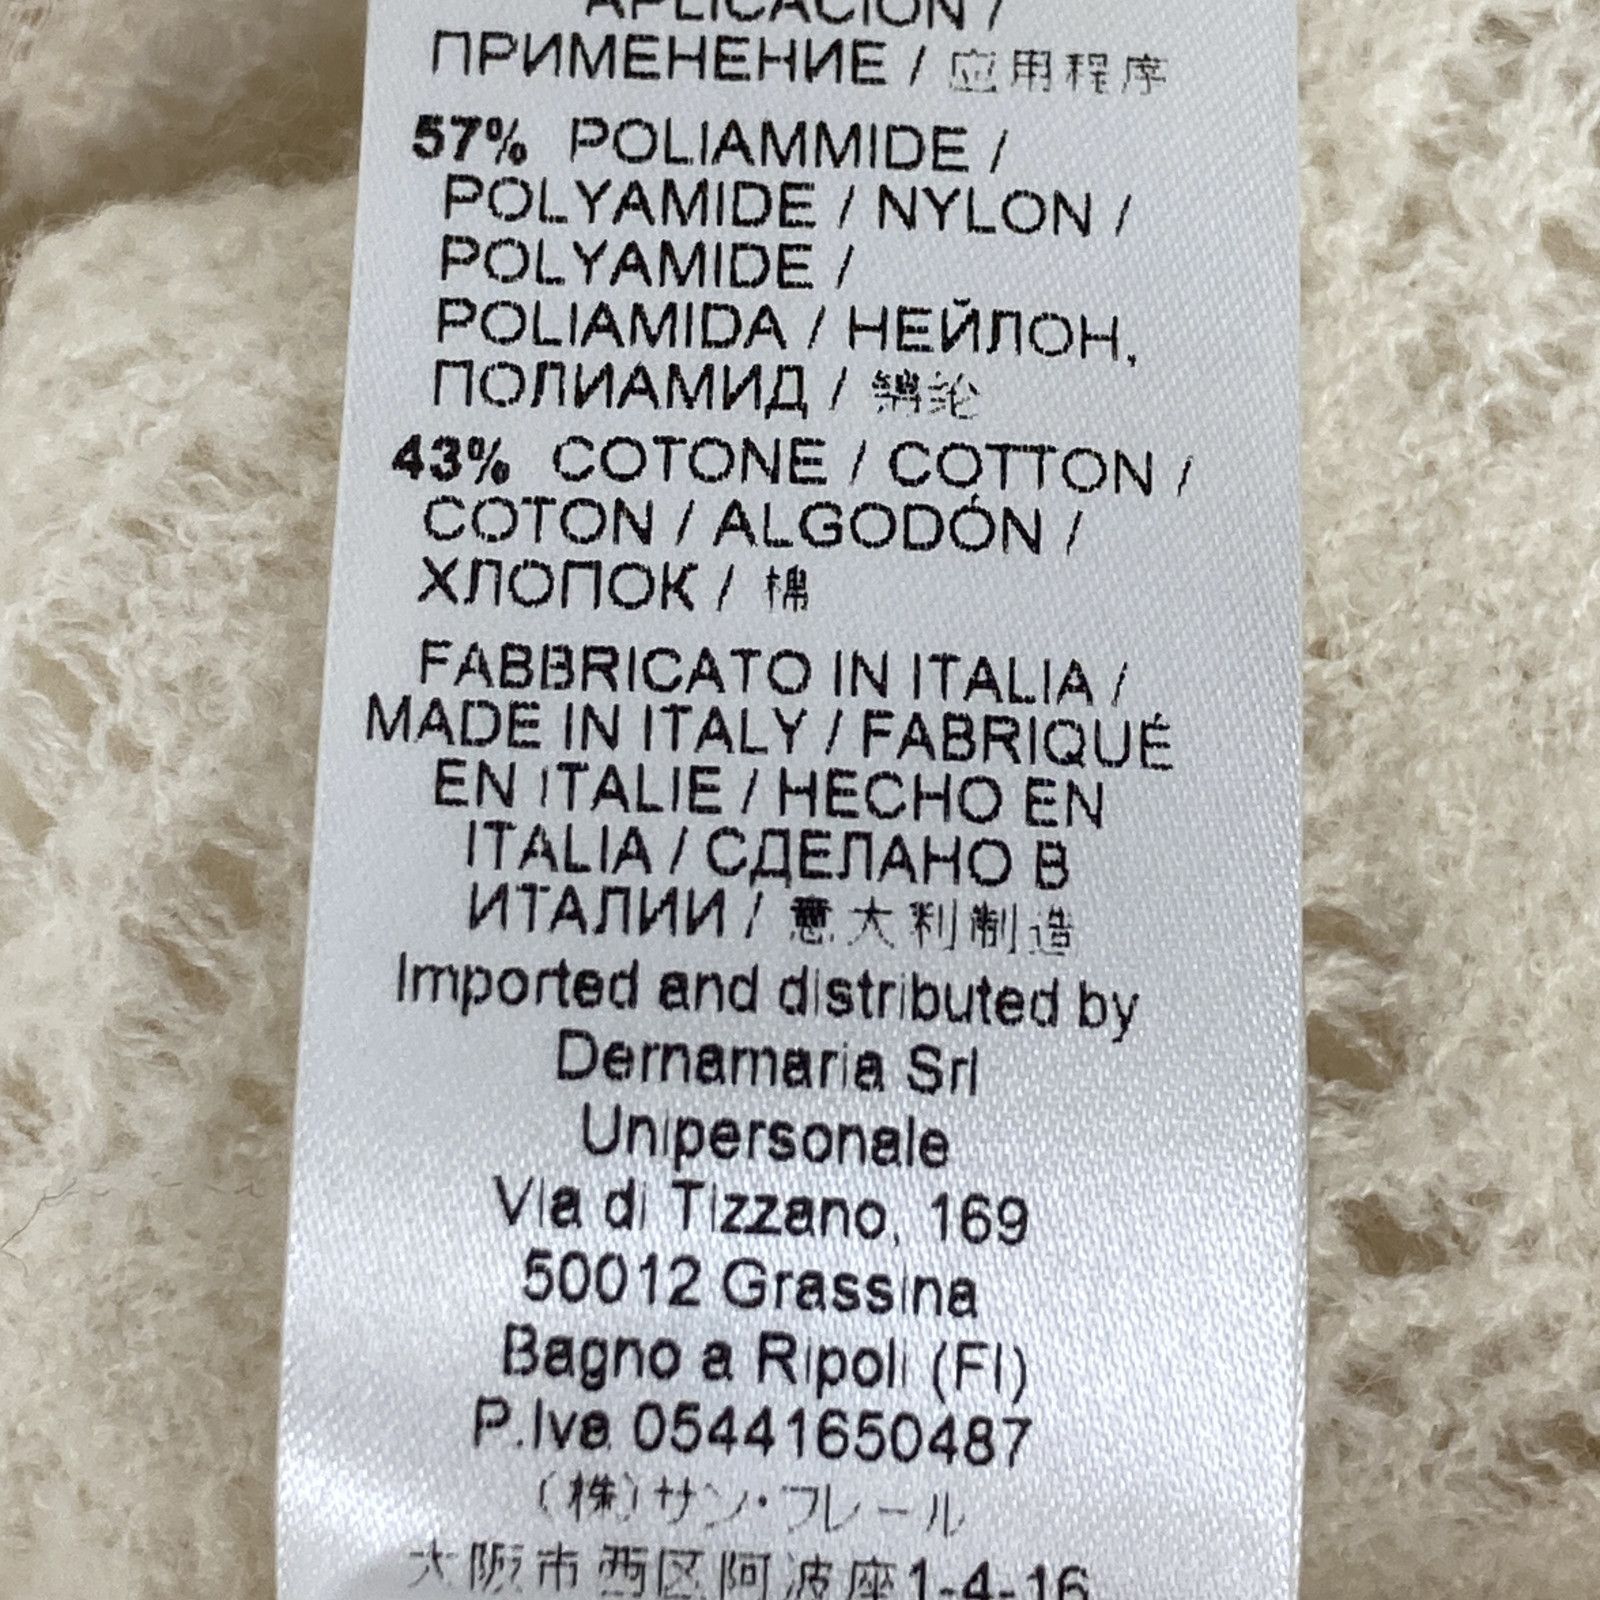 APLICACIÓN /
ПРИМЕНЕНИЕ / 应用程序
57% POLIAMMIDE /
POLYAMIDE / NYLON /
POLYAMIDE /
POLIAMIDA / НЕЙЛОН,
ПОЛИАМИД / 锦纶
43% COTONE / COTTON /
COTON / ALGODÓN /
ХЛОПОК / 棉
FABBRICATO IN ITALIA /
MADE IN ITALY / FABRIQUÉ
EN ITALIE / HECHO EN
ITALIA / СДЕЛАНО В
ИТАЛИИ / 意大利制造
Imported and distributed by
Dernamaria Srl
Unipersonale
Via di Tizzano, 169
50012 Grassina
Bagno a Ripoli (FI)
P.Iva 05441650487
(株)サン・フレール
大阪市西区阿波座1-4-16